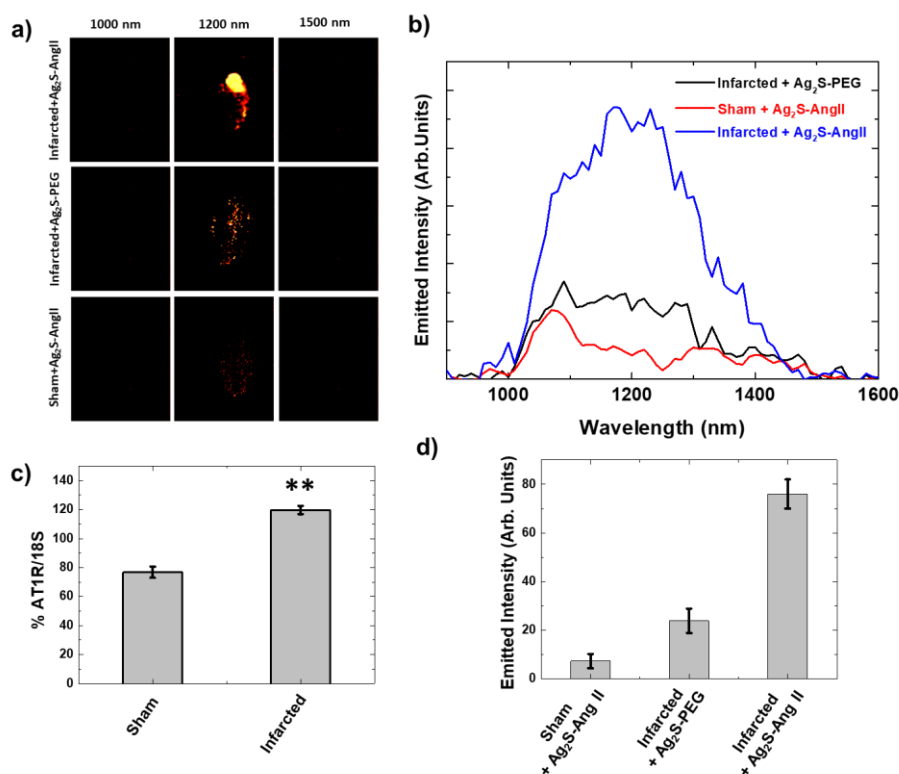 a)
1000 nm 1200 nm 1500 nm
Infarcted+Ag₂S-AngII
Infarcted+Ag₂S-PEG
Sham+Ag₂S-AngII
b)
Emitted Intensity (Arb.Units)
Infarcted + Ag₂S-PEG
Sham + Ag₂S-AngII
Infarcted + Ag₂S-AngII
1000 1200 1400 1600
Wavelength (nm)
c)
% AT1R/18S
140
120
100
80
60
40
20
0
**
Sham
Infarcted
d)
Emitted Intensity (Arb. Units)
80
60
40
20
0
Sham
+ Ag₂S-Ang II
Infarcted
+ Ag₂S-PEG
Infarcted
+ Ag₂S-Ang II